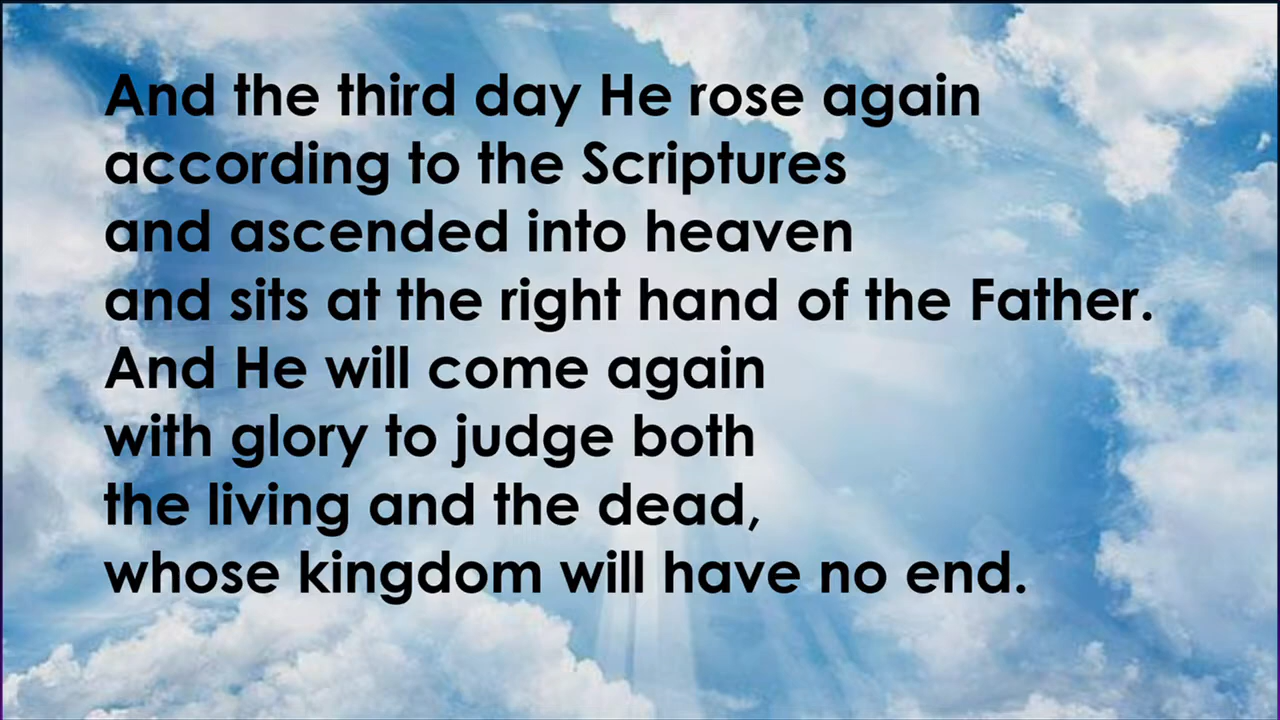 And the third day He rose again
according to the Scriptures
and ascended into heaven
and sits at the right hand of the Father.
And He will come again
with glory to judge both
the living and the dead,
whose kingdom will have no end.